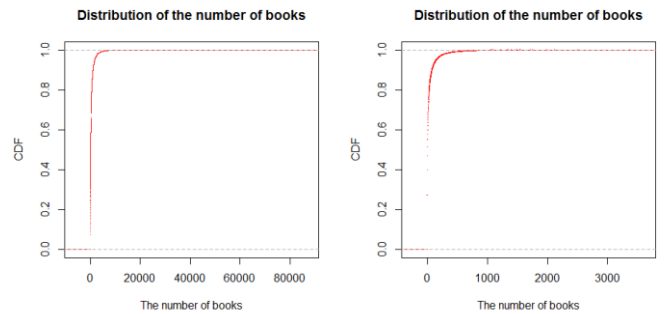 Distribution of the number of books
CDF
0.0 0.2 0.4 0.6 0.8 1.0
0 20000 40000 60000 80000
The number of books
Distribution of the number of books
CDF
0.0 0.2 0.4 0.6 0.8 1.0
0 1000 2000 3000
The number of books